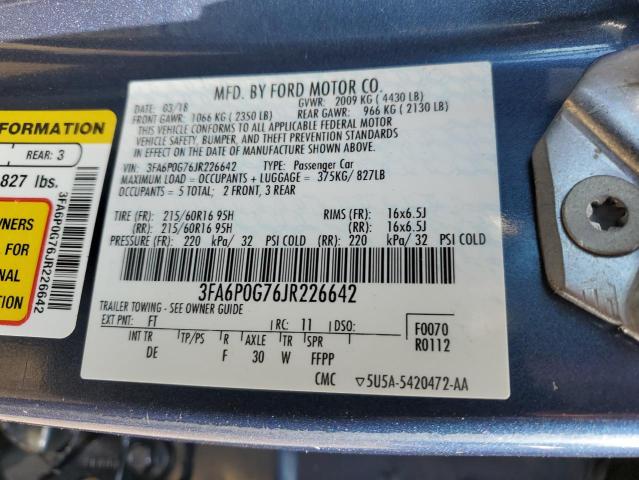 MFD. BY FORD MOTOR CO.
DATE: 03/18 GVWR: 2009 KG ( 4430 LB)
FRONT GAWR: 1066 KG ( 2350 LB) REAR GAWR: 966 KG ( 2130 LB)
THIS VEHICLE CONFORMS TO ALL APPLICABLE FEDERAL MOTOR
VEHICLE SAFETY, BUMPER, AND THEFT PREVENTION STANDARDS
IN EFFECT ON THE DATE OF MANUFACTURE SHOWN ABOVE.
VIN: 3FA6P0G76JR226642 TYPE: Passenger Car
MAXIMUM LOAD = OCCUPANTS + LUGGAGE = 375KG/ 827LB
OCCUPANTS = 5 TOTAL; 2 FRONT, 3 REAR
TIRE (FR): 215/60R16 95H RIMS (FR): 16x6.5J
(RR): 215/60R16 95H (RR): 16x6.5J
PRESSURE (FR): 220 kPa/ 32 PSI COLD (RR): 220 kPa/ 32 PSI COLD
3FA6P0G76JR226642
TRAILER TOWING - SEE OWNER GUIDE
EXT PNT: FT RC: 11 DSO: F0070
INT TR TP/PS R AXLE TR SPR R0112
DE F 30 W FFPP
CMC ▽5U5A-5420472-AA
FORMATION
REAR: 3
827 lbs.
WNERS
FOR
NAL
3FA6P0G76JR226642